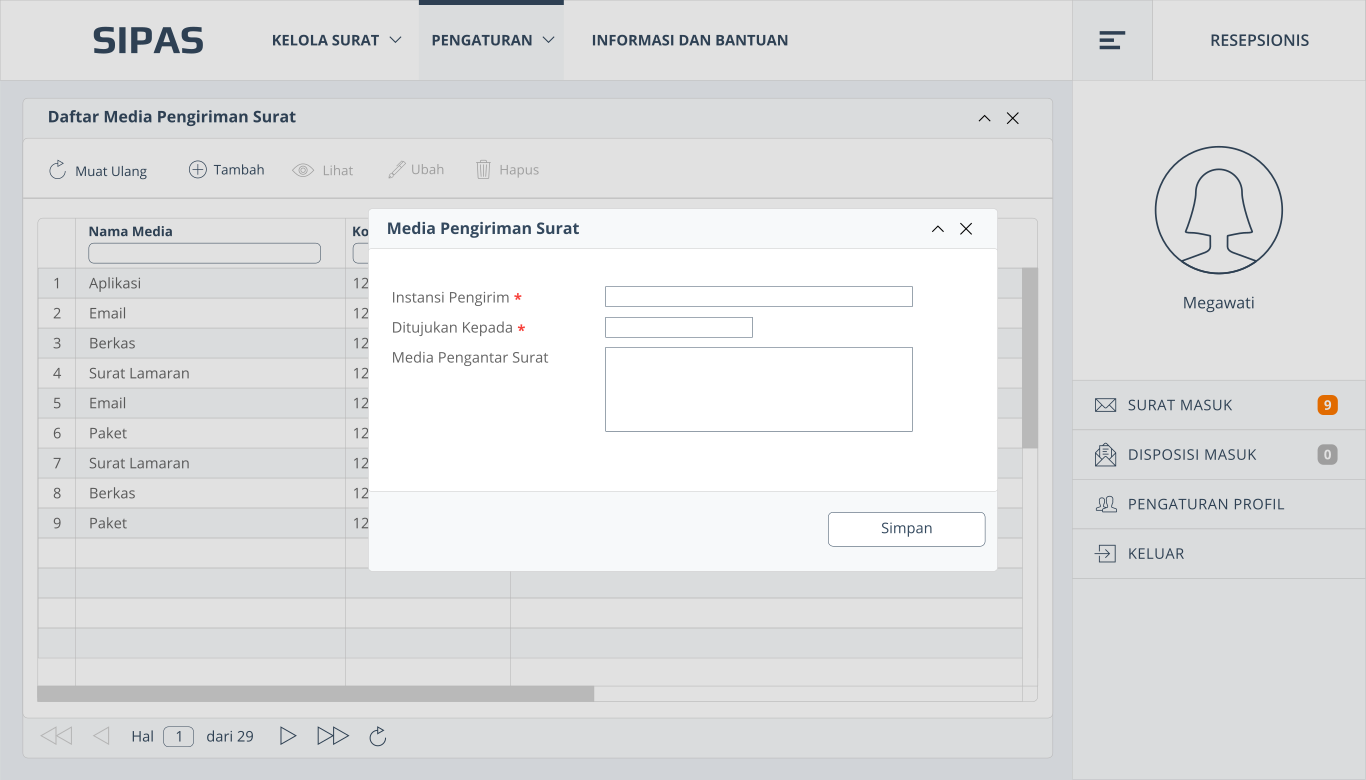 SIPAS
KELOLA SURAT
PENGATURAN
INFORMASI DAN BANTUAN
RESEPSIONIS
Daftar Media Pengiriman Surat
Muat Ulang
Tambah
Lihat
Ubah
Hapus
Nama Media
Ko
1 Aplikasi 12
2 Email 12
3 Berkas 12
4 Surat Lamaran 12
5 Email 12
6 Paket 12
7 Surat Lamaran 12
8 Berkas 12
9 Paket 12
Hal 1 dari 29
Media Pengiriman Surat
Instansi Pengirim *
Ditujukan Kepada *
Media Pengantar Surat
Simpan
Megawati
SURAT MASUK 9
DISPOSISI MASUK 0
PENGATURAN PROFIL
KELUAR